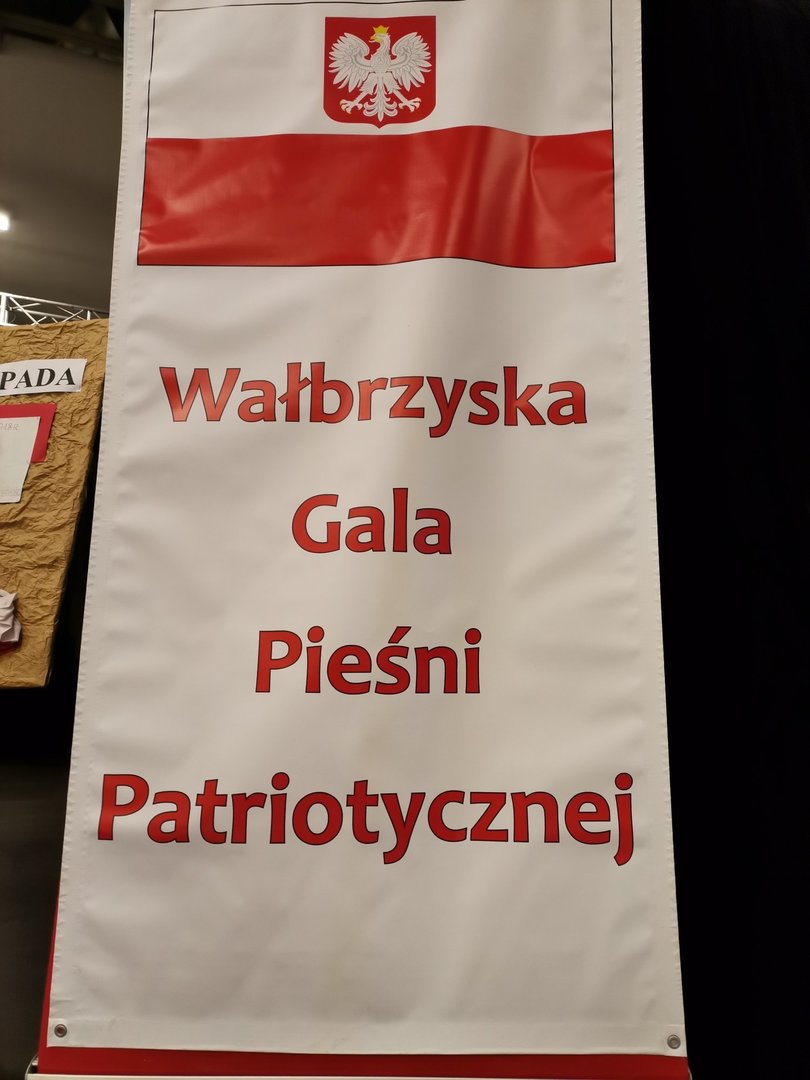 PADA
Wałbrzyska
Gala
Pieśni
Patriotycznej